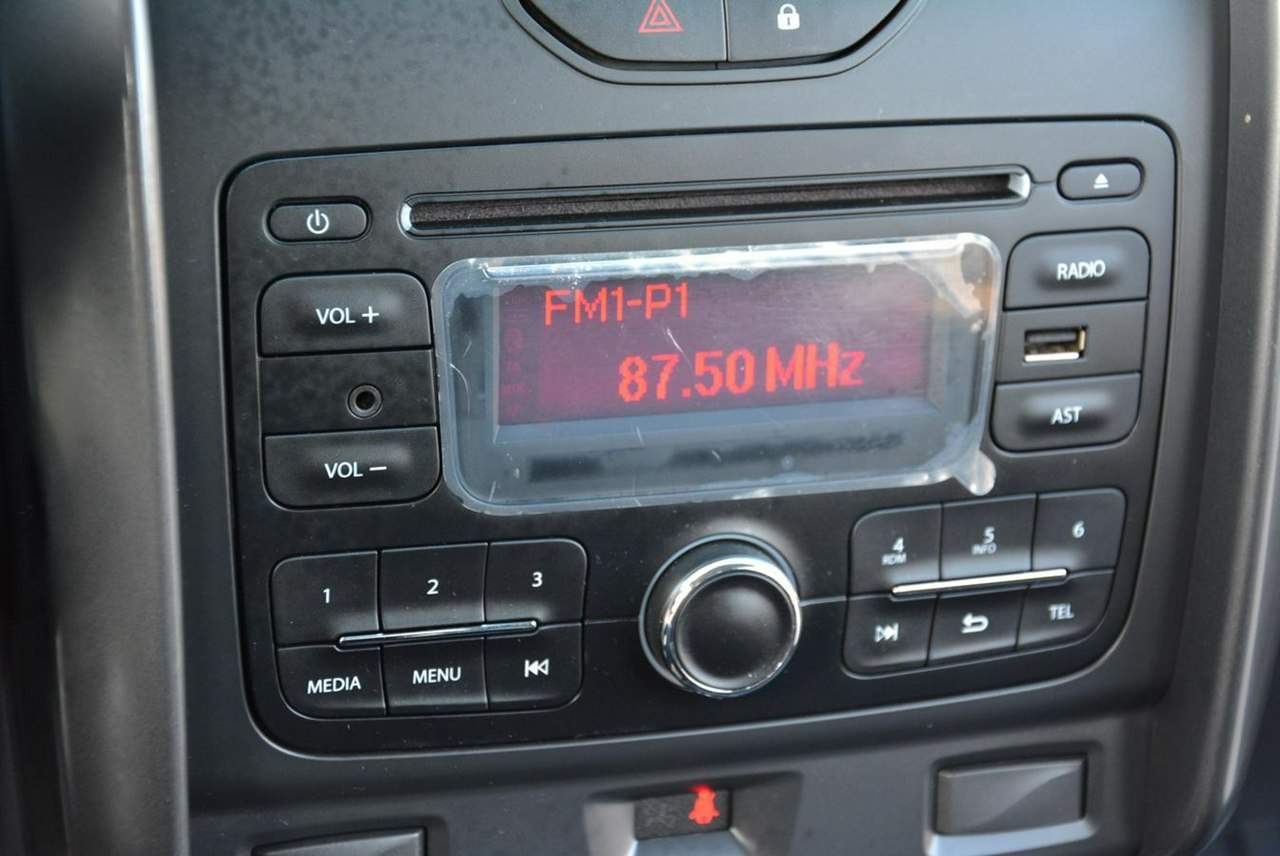 RADIO
VOL +
FM1-P1
87.50 MHz
AST
VOL –
1
2
3
4
RDM
5
INFO
6
MEDIA
MENU
TEL